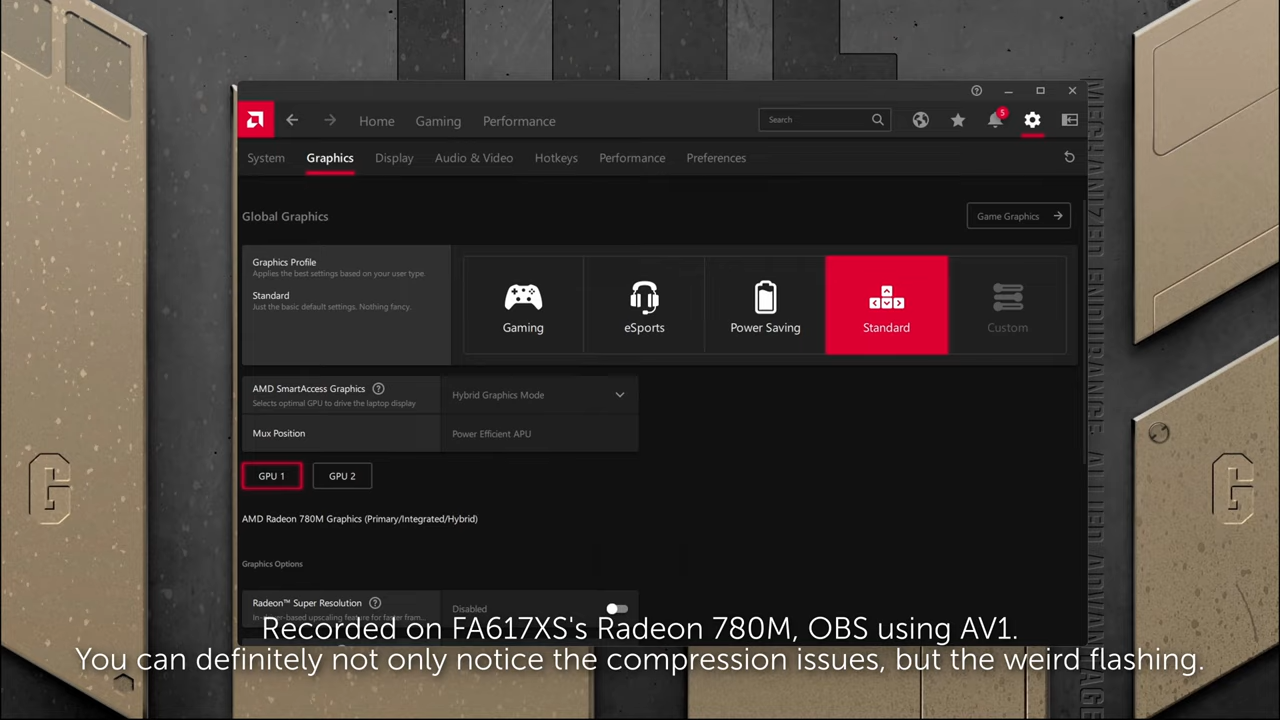 5
Home Gaming Performance Search
System Graphics Display Audio & Video Hotkeys Performance Preferences
Global Graphics
Game Graphics
Graphics Profile
Applies the best settings based on your user type.
Standard
Just the basic default settings. Nothing fancy.
Gaming eSports Power Saving Standard Custom
AMD SmartAccess Graphics
Selects optimal GPU to drive the laptop display
Hybrid Graphics Mode
Mux Position Power Efficient APU
GPU 1 GPU 2
AMD Radeon 780M Graphics (Primary/Integrated/Hybrid)
Graphics Options
Radeon™ Super Resolution
Disabled
Recorded on FA617XS's Radeon 780M, OBS using AV1.
You can definitely not only notice the compression issues, but the weird flashing.
G
G